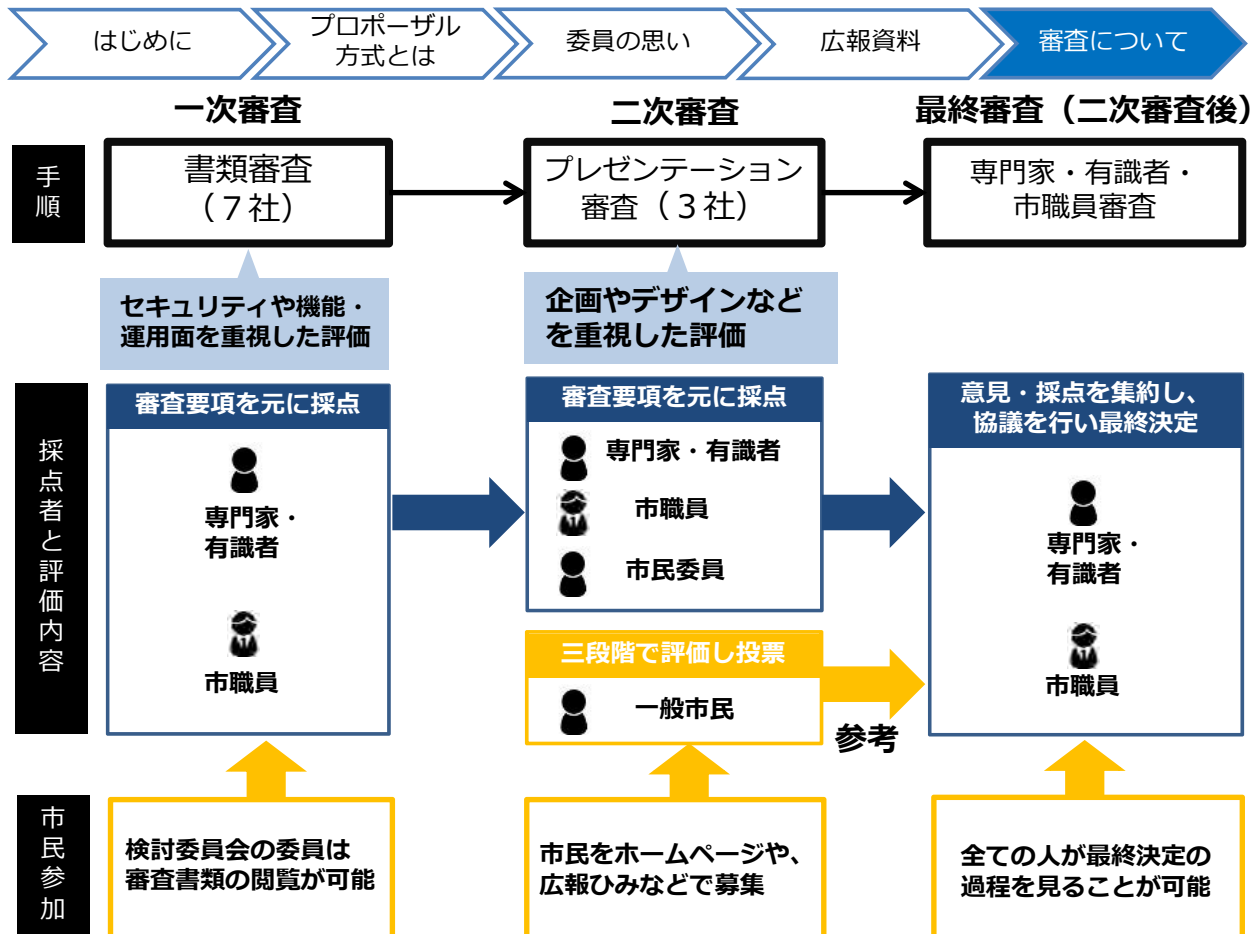 はじめに
プロポーザル
方式とは
委員の思い
広報資料
審査について
一次審査
二次審査
最終審査（二次審査後）
手順
書類審査
（７社）
プレゼンテーション
審査（３社）
専門家・有識者・
市職員審査
セキュリティや機能・
運用面を重視した評価
企画やデザインなど
を重視した評価
採点者と評価内容
審査要項を元に採点
専門家・
有識者
市職員
審査要項を元に採点
専門家・有識者
市職員
市民委員
三段階で評価し投票
一般市民
参考
意見・採点を集約し、
協議を行い最終決定
専門家・
有識者
市職員
市民参加
検討委員会の委員は
審査書類の閲覧が可能
市民をホームページや、
広報ひみなどで募集
全ての人が最終決定の
過程を見ることが可能